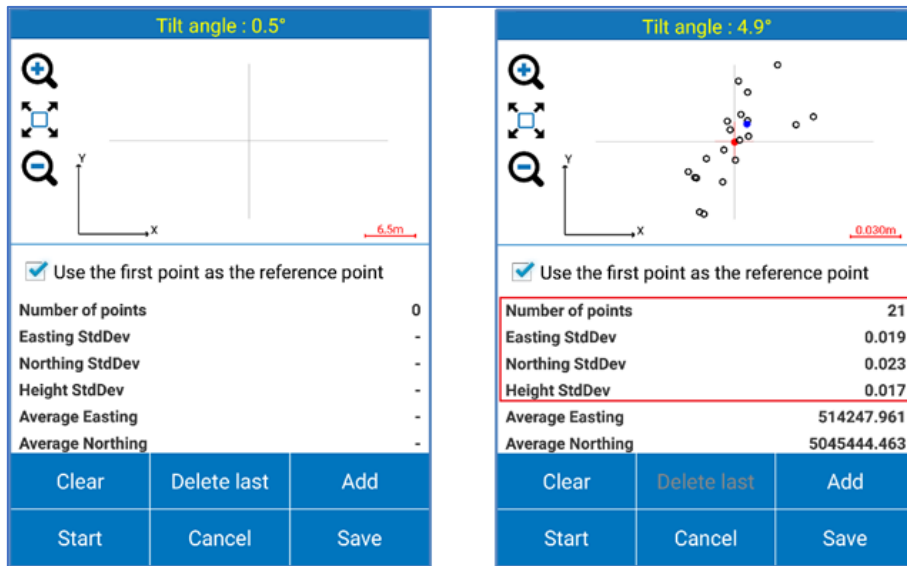 Tilt angle : 0.5°
Y
X
6.5m
Use the first point as the reference point
Number of points 0
Easting StdDev -
Northing StdDev -
Height StdDev -
Average Easting -
Average Northing -
Clear Delete last Add
Start Cancel Save
Tilt angle : 4.9°
Y
X
0.030m
Use the first point as the reference point
Number of points 21
Easting StdDev 0.019
Northing StdDev 0.023
Height StdDev 0.017
Average Easting 514247.961
Average Northing 5045444.463
Clear Delete last Add
Start Cancel Save